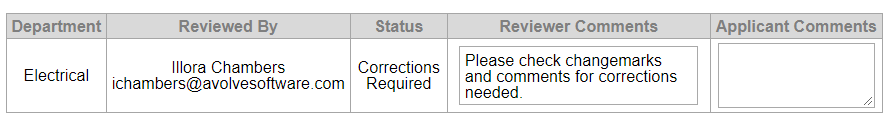 Department Reviewed By Status Reviewer Comments Applicant Comments
Electrical
Illora Chambers
ichambers@avolvesoftware.com
Corrections
Required
Please check changemarks
and comments for corrections
needed.